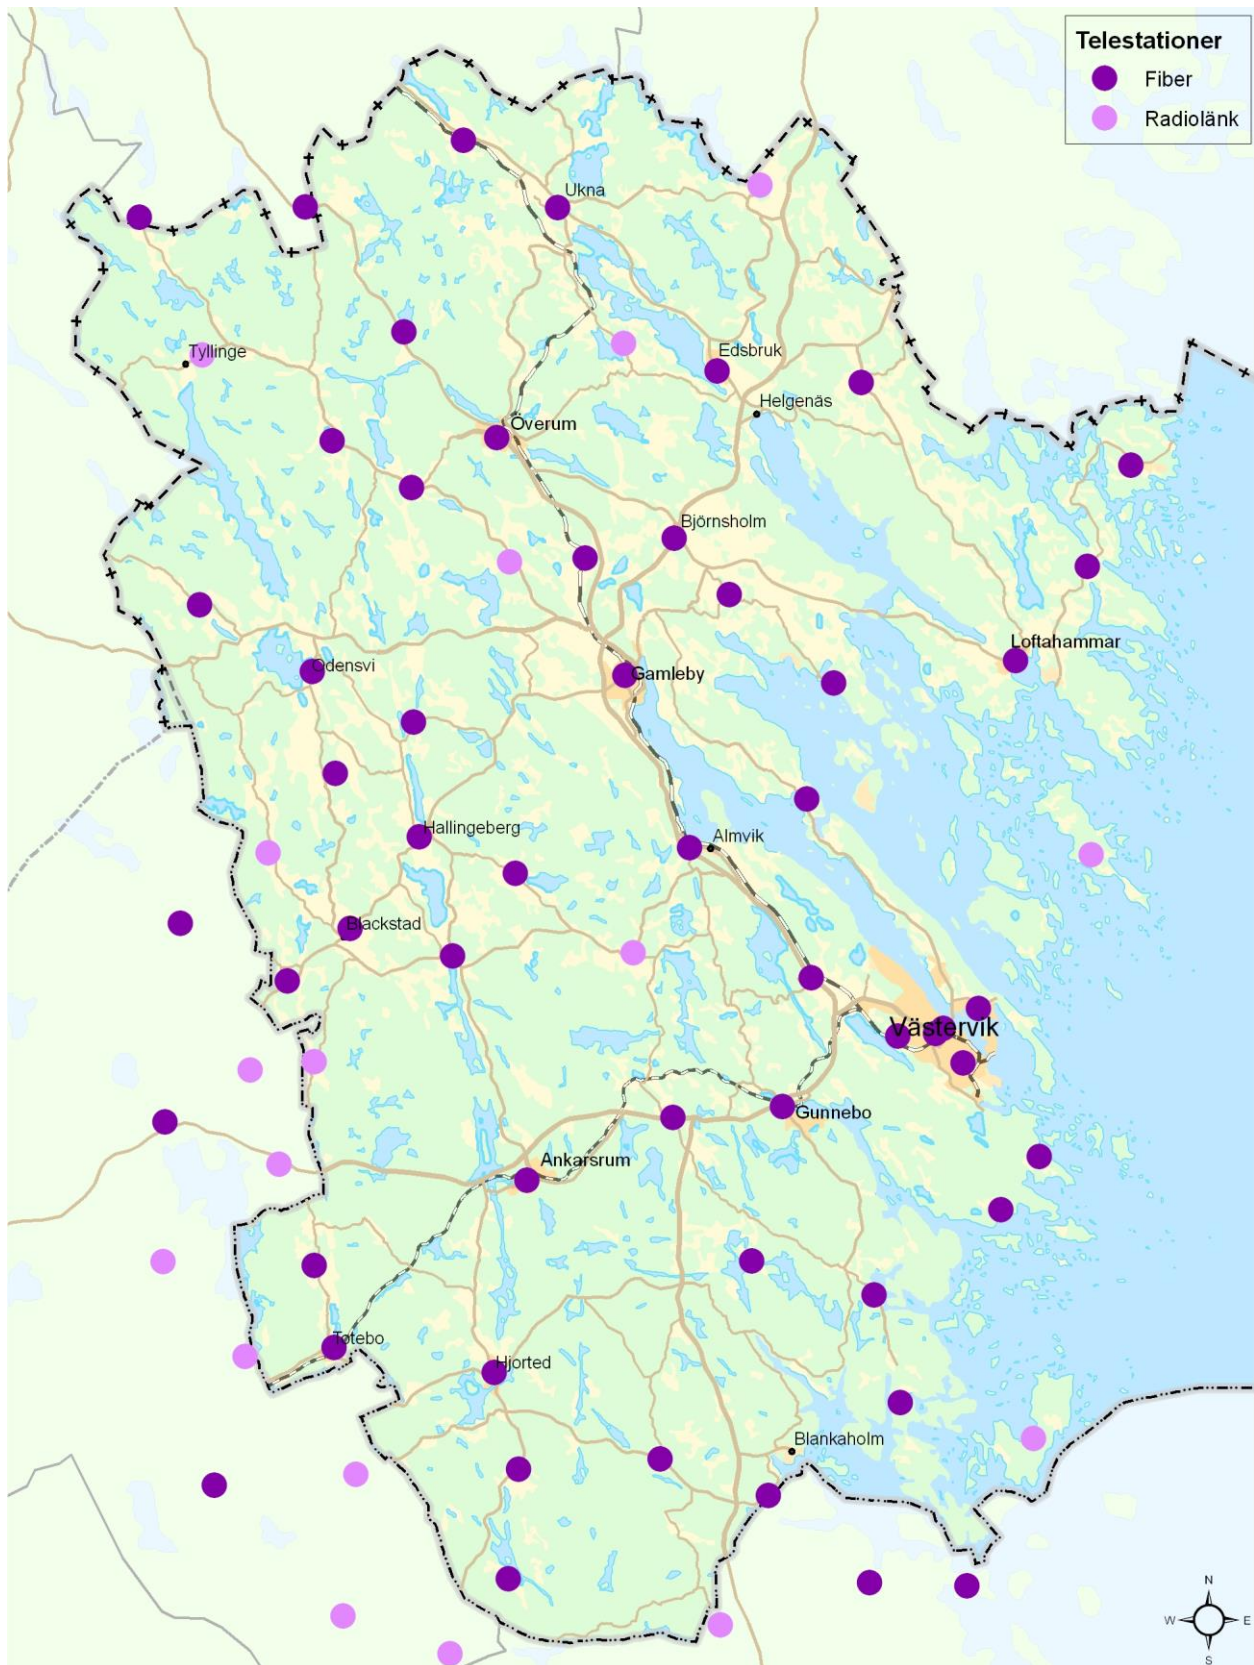 Telestationer
Fiber
Radiolänk
Ukna
Tyllinge
Edsbruk
Helgenäs
Överum
Björnsholm
Loftahammar
Odensvi
Gamleby
Hallingeberg
Almvik
Blackstad
Västervik
Gunnebo
Ankarsrum
Totebo
Hjorted
Blankaholm
N
W
E
S